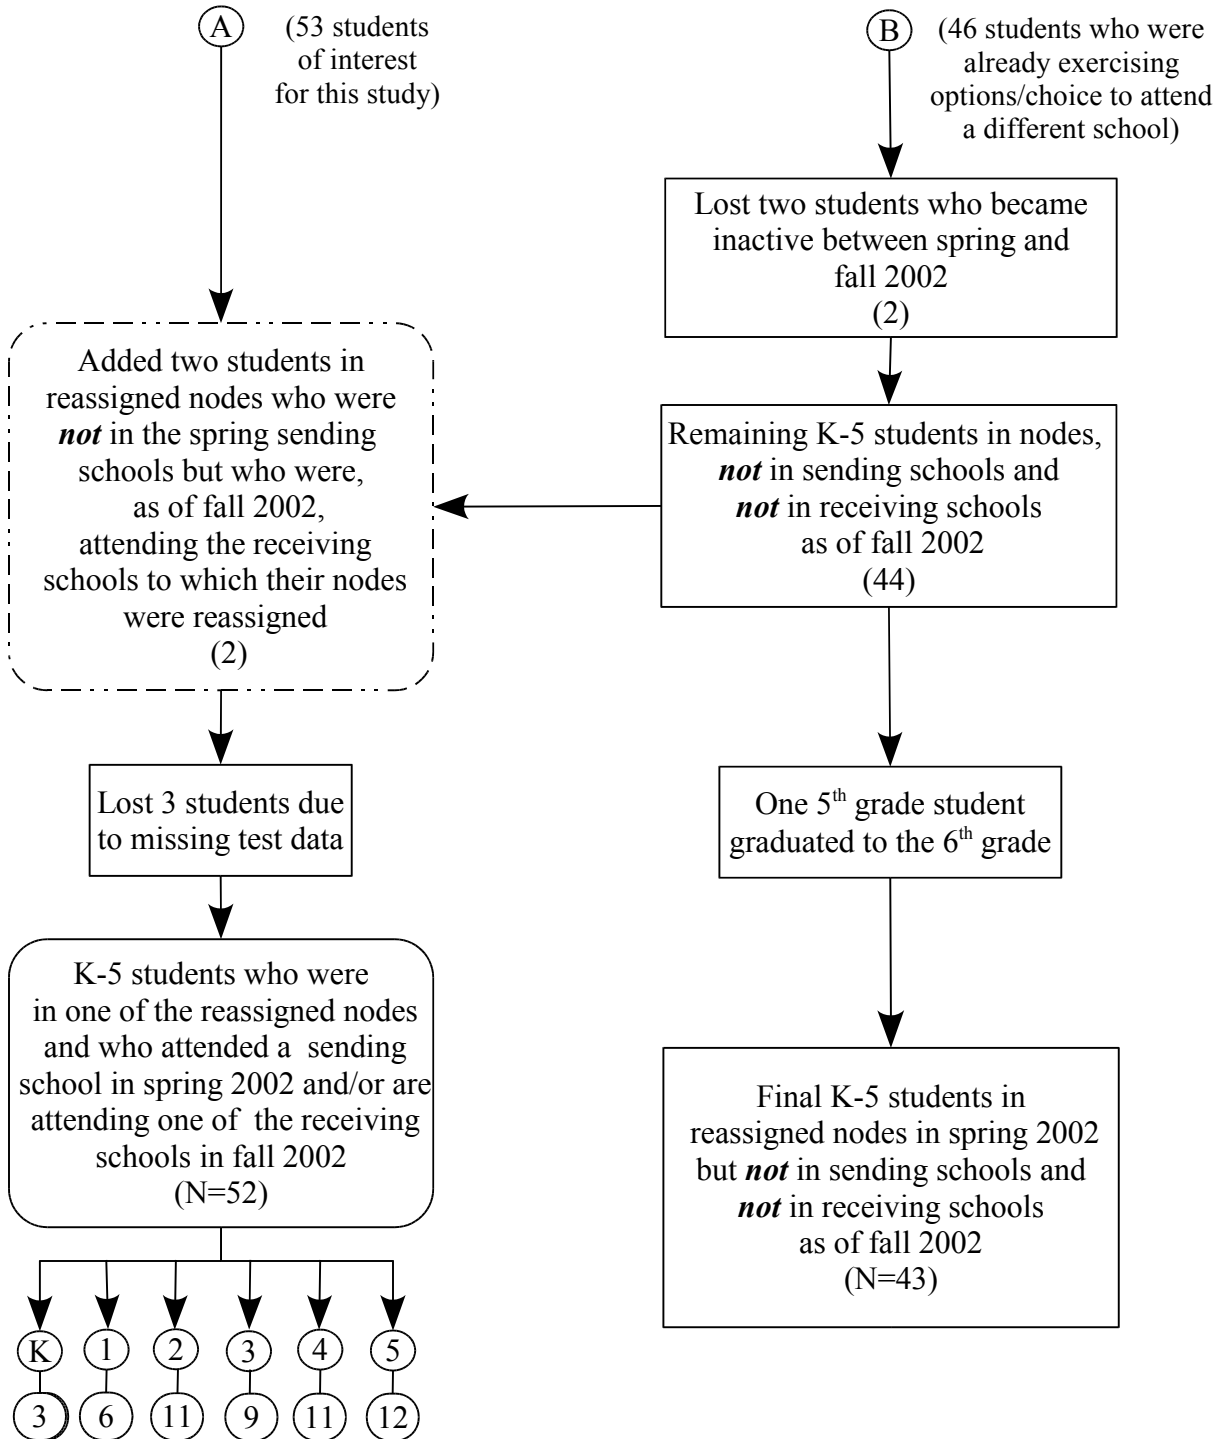 A
(53 students
of interest
for this study)
B
(46 students who were
already exercising
options/choice to attend
a different school)
Lost two students who became
inactive between spring and
fall 2002
(2)
Added two students in
reassigned nodes who were
not in the spring sending
schools but who were,
as of fall 2002,
attending the receiving
schools to which their nodes
were reassigned
(2)
Remaining K-5 students in nodes,
not in sending schools and
not in receiving schools
as of fall 2002
(44)
Lost 3 students due
to missing test data
One 5th grade student
graduated to the 6th grade
K-5 students who were
in one of the reassigned nodes
and who attended a sending
school in spring 2002 and/or are
attending one of the receiving
schools in fall 2002
(N=52)
Final K-5 students in
reassigned nodes in spring 2002
but not in sending schools and
not in receiving schools
as of fall 2002
(N=43)
K 1 2 3 4 5
3 6 11 9 11 12